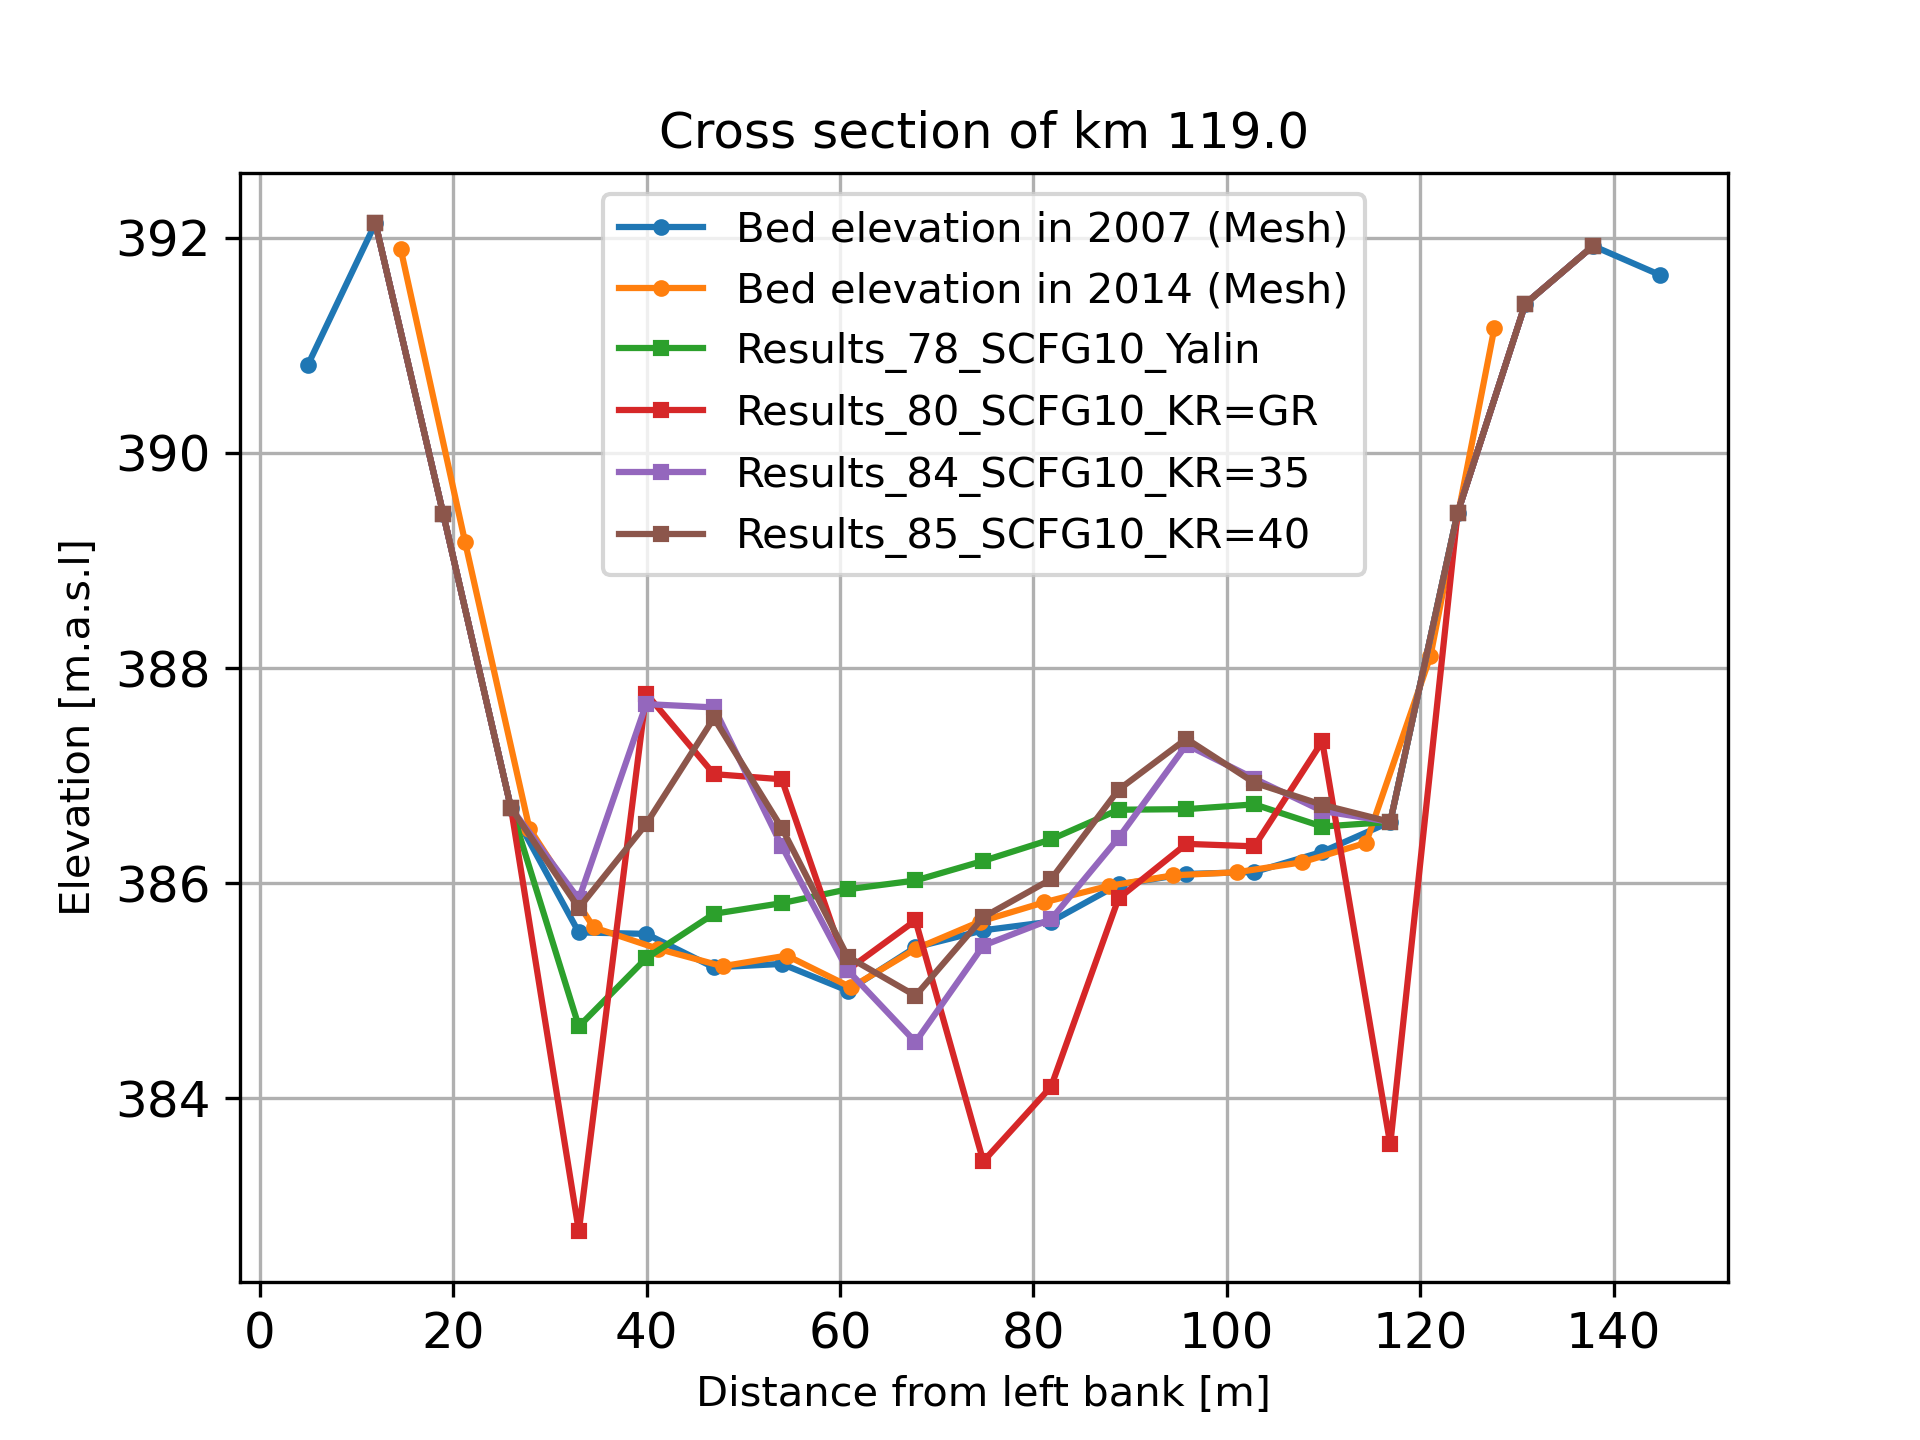 Cross section of km 119.0
Bed elevation in 2007 (Mesh)
Bed elevation in 2014 (Mesh)
Results_78_SCFG10_Yalin
Results_80_SCFG10_KR=GR
Results_84_SCFG10_KR=35
Results_85_SCFG10_KR=40
Elevation [m.a.s.l]
392
390
388
386
384
0 20 40 60 80 100 120 140
Distance from left bank [m]